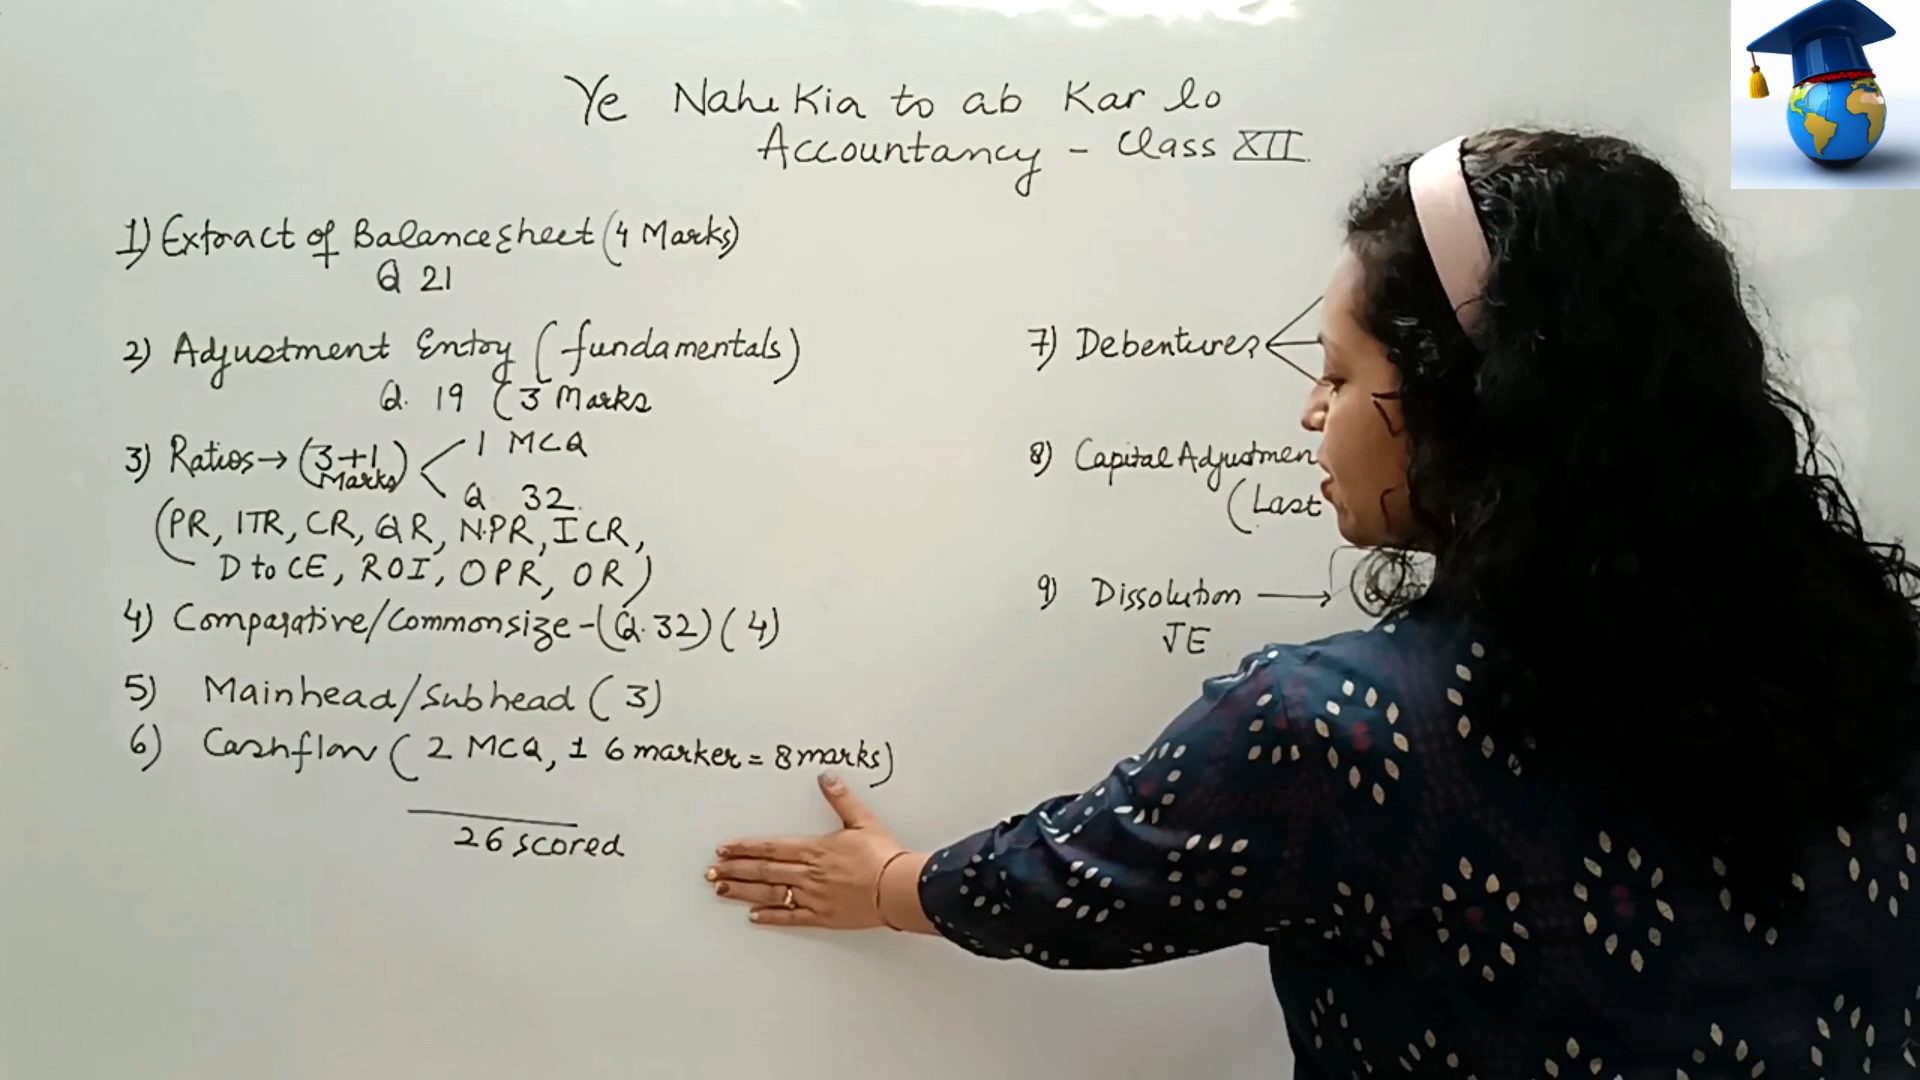 Ye Nahi Kia to ab Kar lo
Accountancy - Class XII
1) Extract of Balancesheet (4 Marks)
Q 21
2) Adjustment Entry (fundamentals)
Q. 19 (3 Marks
3) Ratios → (3+1 Marks)
1 MCQ
Q. 32.
(PR, ITR, CR, QR, N.PR, ICR,
D to CE, ROI, OPR, OR)
4) Comparative/Commonsize - (Q. 32) (4)
5) Mainhead/Subhead (3)
6) Cashflow (2 MCQ, 1 6 marker = 8 marks)
26 scored
7) Debentures
8) Capital Adjustmen
(Last
9) Dissolution →
JE